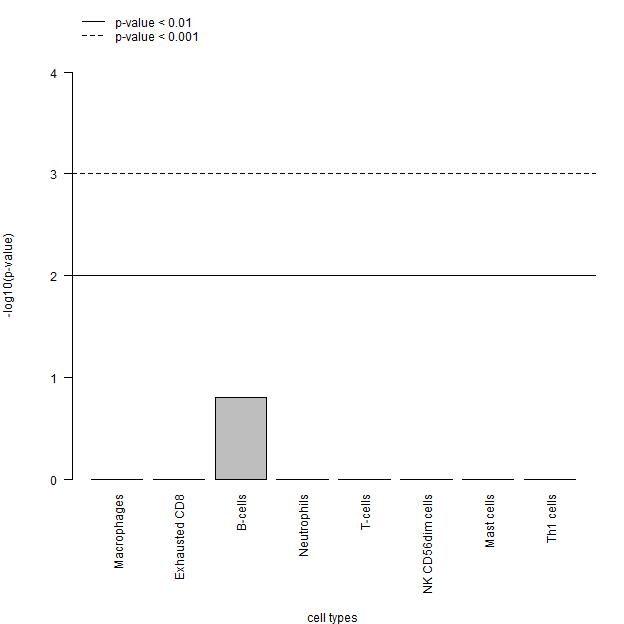 p-value < 0.01
p-value < 0.001
4
3
2
1
0
-log10(p-value)
Macrophages
Exhausted CD8
B-cells
Neutrophils
T-cells
NK CD56dim cells
Mast cells
Th1 cells
cell types